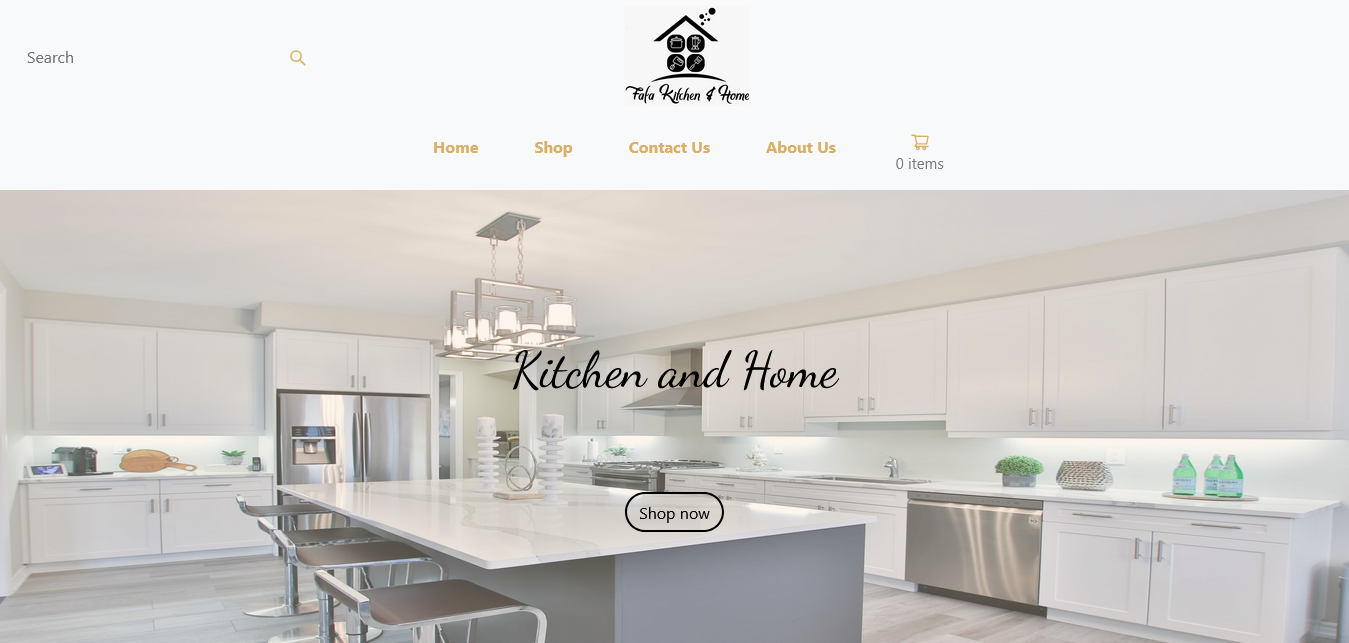 Search
Fafa Kitchen & Home
Home
Shop
Contact Us
About Us
0 items
Kitchen and Home
Shop now